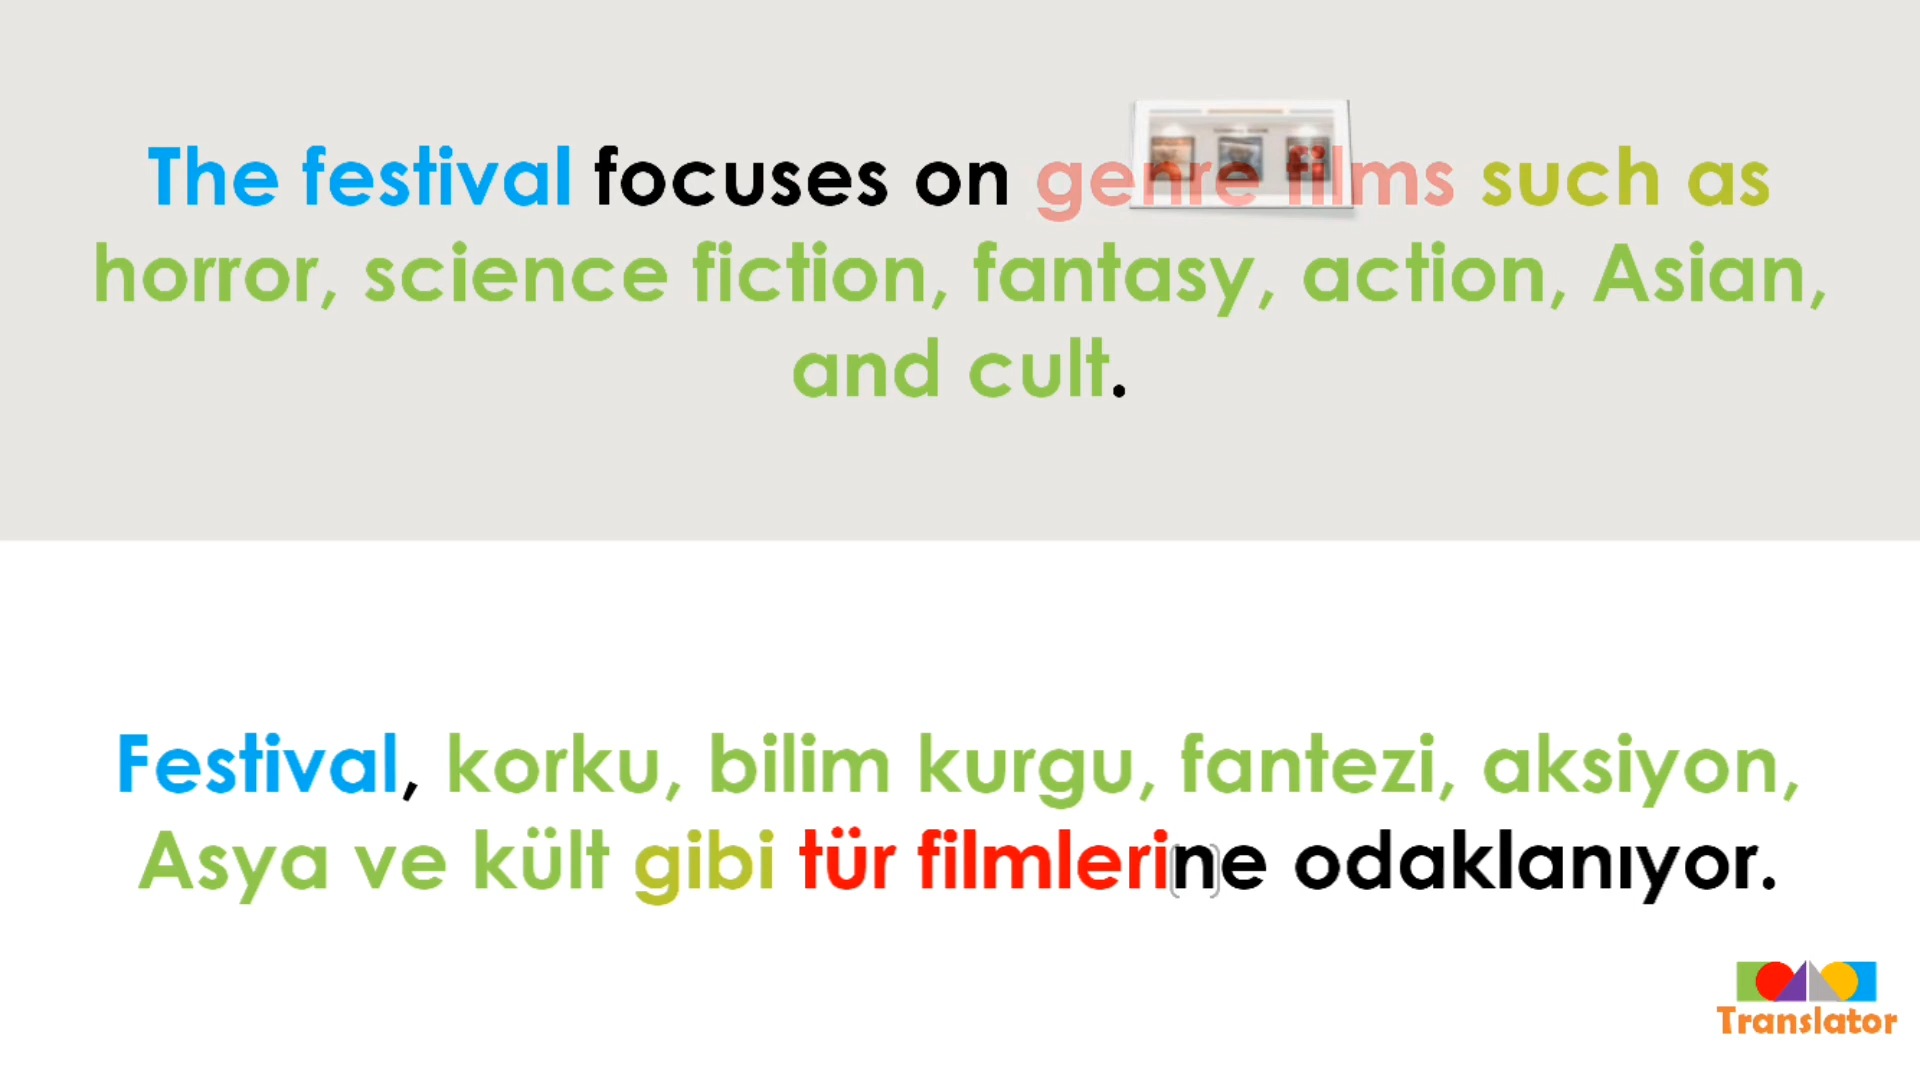 The festival focuses on genre films such as
horror, science fiction, fantasy, action, Asian,
and cult.
Festival, korku, bilim kurgu, fantezi, aksiyon,
Asya ve kült gibi tür filmlerine odaklanıyor.
Translator